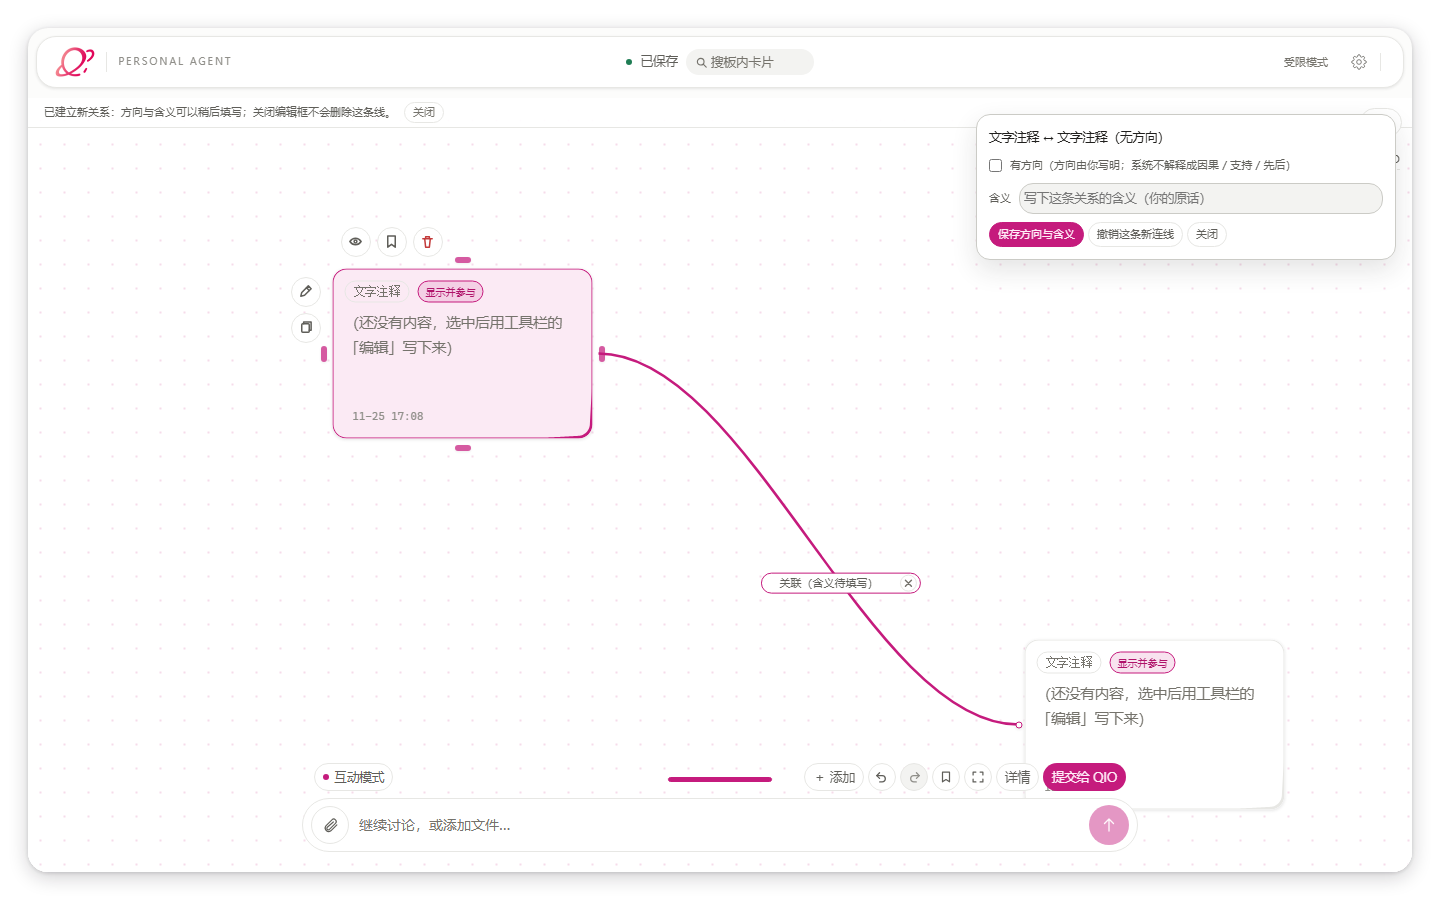 PERSONAL AGENT
已保存
搜板内卡片
受限模式
已建立新关系：方向与含义可以稍后填写；关闭编辑框不会删除这条线。
关闭
文字注释 ↔ 文字注释（无方向）
有方向（方向由你写明；系统不解释成因果 / 支持 / 先后）
含义
写下这条关系的含义（你的原话）
保存方向与含义
撤销这条新连线
关闭
文字注释
显示并参与
(还没有内容，选中后用工具栏的
「编辑」写下来)
11-25 17:08
关联（含义待填写）
文字注释
显示并参与
(还没有内容，选中后用工具栏的
「编辑」写下来)
互动模式
+ 添加
详情
提交给 QIO
继续讨论，或添加文件...